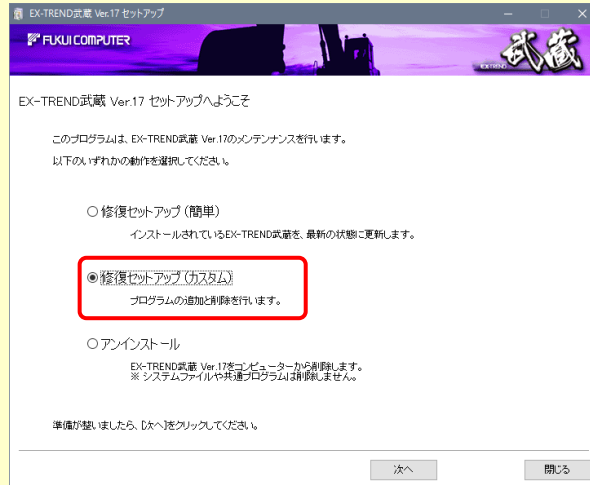 EX-TREND武蔵 Ver.17 セットアップ
FUKUI COMPUTER
武蔵
EX-TREND
EX-TREND武蔵 Ver.17 セットアップへようこそ
このプログラムは、EX-TREND武蔵 Ver.17のメンテナンスを行います。
以下のいずれかの動作を選択してください。
修復セットアップ(簡単)
インストールされているEX-TREND武蔵を、最新の状態に更新します。
修復セットアップ(カスタム)
プログラムの追加と削除を行います。
アンインストール
EX-TREND武蔵 Ver.17をコンピューターから削除します。
※ システムファイルや共通プログラムは削除しません。
準備が整いましたら、[次へ]をクリックしてください。
次へ
閉じる